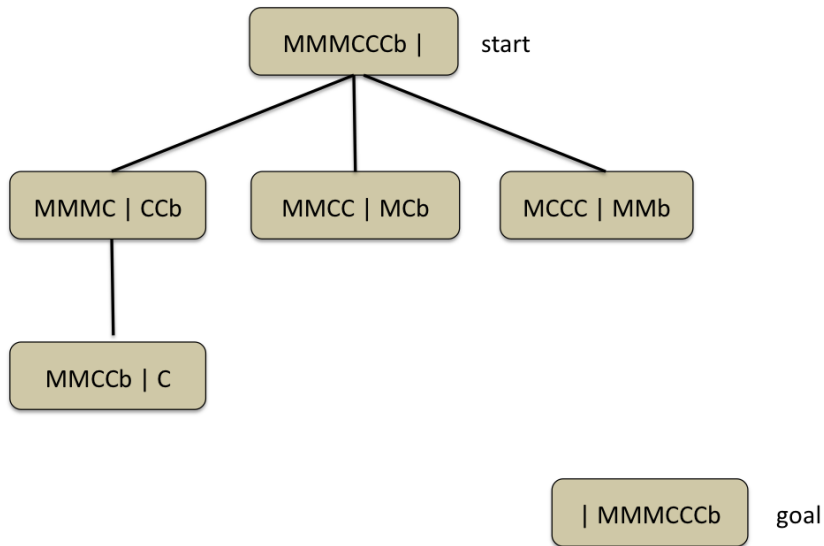 MMMCCCb |
start
MMMC | CCb
MMCC | MCb
MCCC | MMb
MMCCb | C
| MMMCCCb
goal